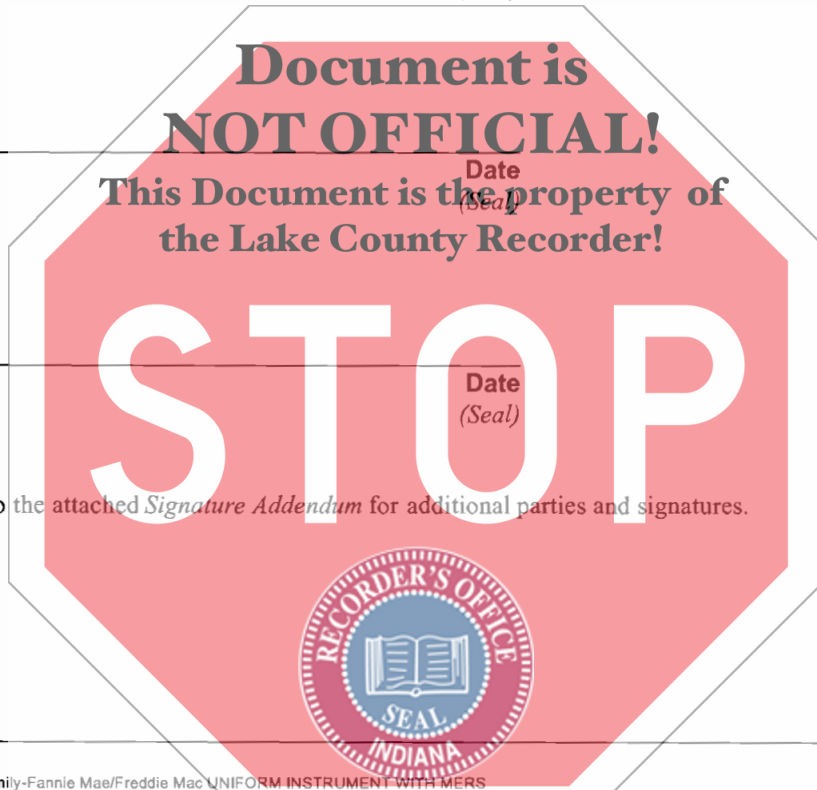 Document is
NOT OFFICIAL!
Date
This Document is the property of
(Seal)
the Lake County Recorder!
STOP
Date
(Seal)
the attached Signature Addendum for additional parties and signatures.
RECORDER'S OFFICE
SEAL
INDIANA
-Fannie Mae/Freddie Mac UNIFORM INSTRUMENT WITH MERS